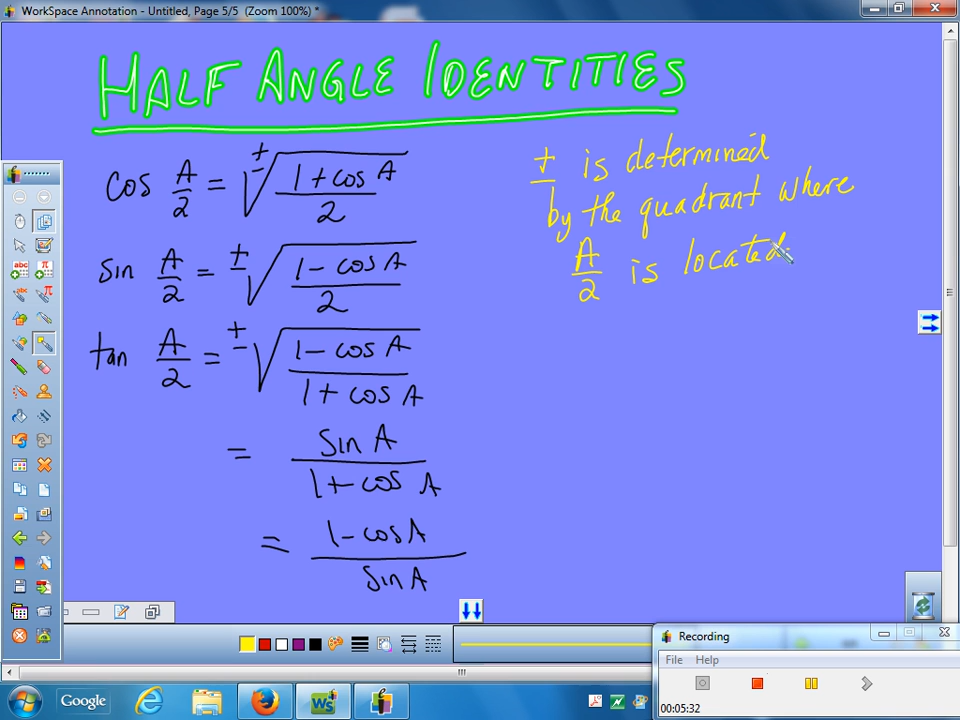 WorkSpace Annotation - Untitled, Page 5/5 (Zoom 100%) *
HALF ANGLE IDENTITIES
cos A/2 = ±√((1 + cos A)/2)
sin A/2 = ±√((1 - cos A)/2)
tan A/2 = ±√((1 - cos A)/(1 + cos A))
= sin A/(1 + cos A)
= (1 - cos A)/sin A
± is determined
by the quadrant where
A/2 is located
Recording
File Help
00:05:32
Google
WS